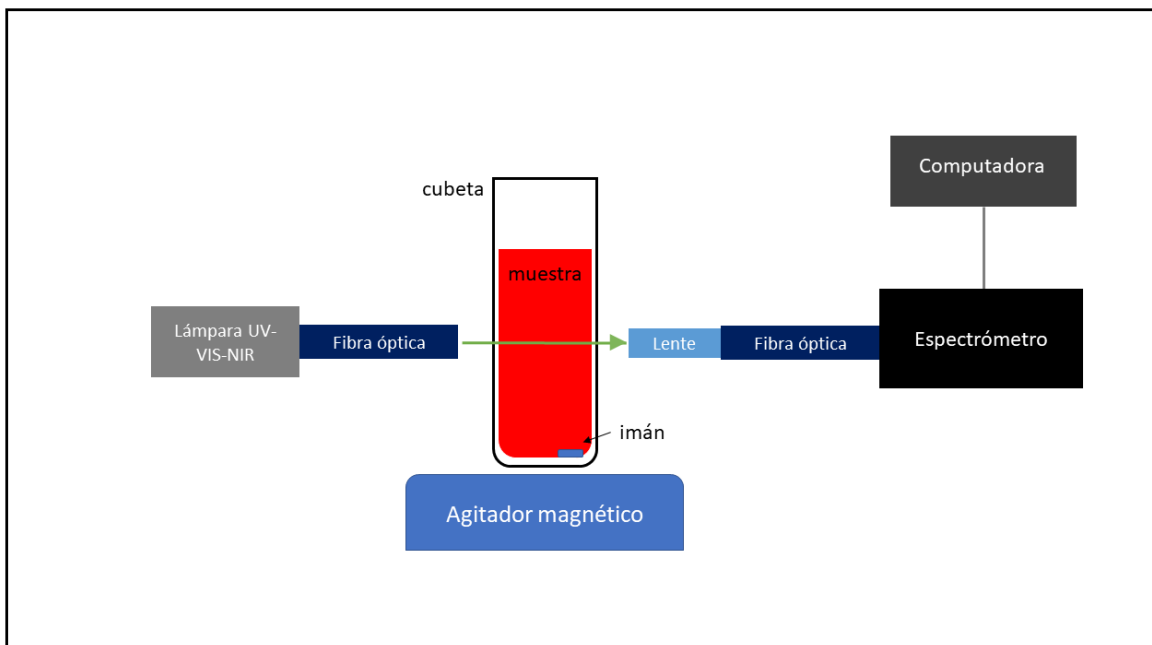 Computadora
cubeta
muestra
Lámpara UV-
VIS-NIR
Fibra óptica
Lente
Fibra óptica
Espectrómetro
imán
Agitador magnético